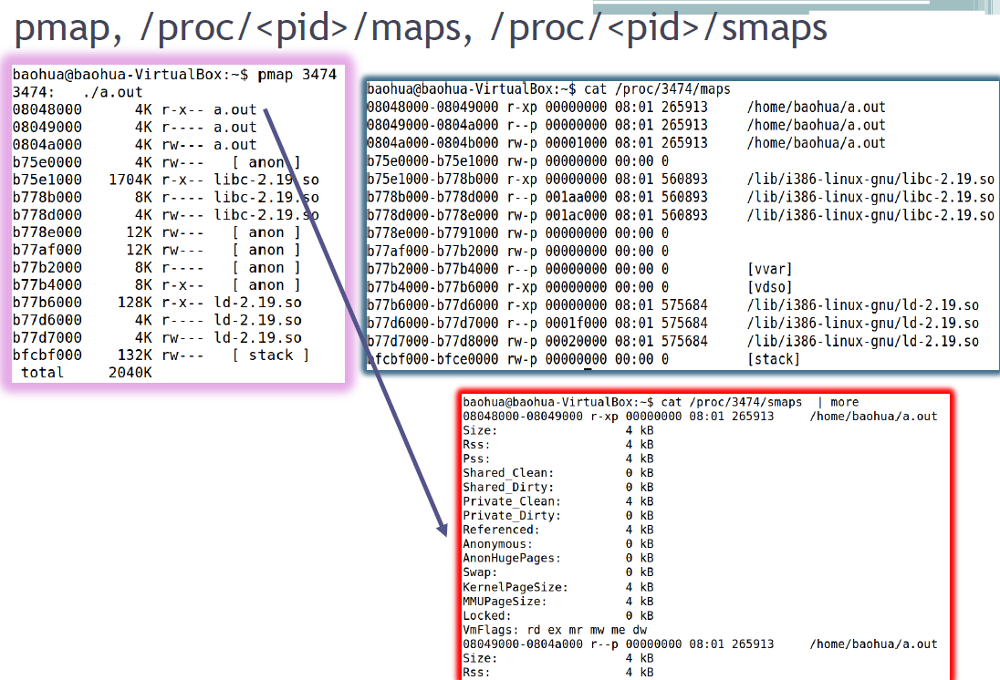 pmap, /proc/<pid>/maps, /proc/<pid>/smaps
baohua@baohua-VirtualBox:~$ pmap 3474
3474:   ./a.out
08048000      4K r-x-- a.out
08049000      4K r---- a.out
0804a000      4K rw--- a.out
b75e0000      4K rw---   [ anon ]
b75e1000   1704K r-x-- libc-2.19.so
b778b000      8K r---- libc-2.19.so
b778d000      4K rw--- libc-2.19.so
b778e000     12K rw---   [ anon ]
b77af000     12K rw---   [ anon ]
b77b2000      8K r----   [ anon ]
b77b4000      8K r-x--   [ anon ]
b77b6000    128K r-x-- ld-2.19.so
b77d6000      4K r---- ld-2.19.so
b77d7000      4K rw--- ld-2.19.so
bfcbf000    132K rw---   [ stack ]
 total     2040K
baohua@baohua-VirtualBox:~$ cat /proc/3474/maps
08048000-08049000 r-xp 00000000 08:01 265913     /home/baohua/a.out
08049000-0804a000 r--p 00000000 08:01 265913     /home/baohua/a.out
0804a000-0804b000 rw-p 00001000 08:01 265913     /home/baohua/a.out
b75e0000-b75e1000 rw-p 00000000 00:00 0
b75e1000-b778b000 r-xp 00000000 08:01 560893     /lib/i386-linux-gnu/libc-2.19.so
b778b000-b778d000 r--p 001aa000 08:01 560893     /lib/i386-linux-gnu/libc-2.19.so
b778d000-b778e000 rw-p 001ac000 08:01 560893     /lib/i386-linux-gnu/libc-2.19.so
b778e000-b7791000 rw-p 00000000 00:00 0
b77af000-b77b2000 rw-p 00000000 00:00 0
b77b2000-b77b4000 r--p 00000000 00:00 0          [vvar]
b77b4000-b77b6000 r-xp 00000000 00:00 0          [vdso]
b77b6000-b77d6000 r-xp 00000000 08:01 575684     /lib/i386-linux-gnu/ld-2.19.so
b77d6000-b77d7000 r--p 0001f000 08:01 575684     /lib/i386-linux-gnu/ld-2.19.so
b77d7000-b77d8000 rw-p 00020000 08:01 575684     /lib/i386-linux-gnu/ld-2.19.so
bfcbf000-bfce0000 rw-p 00000000 00:00 0          [stack]
baohua@baohua-VirtualBox:~$ cat /proc/3474/smaps  | more
08048000-08049000 r-xp 00000000 08:01 265913     /home/baohua/a.out
Size:                  4 kB
Rss:                   4 kB
Pss:                   4 kB
Shared_Clean:          0 kB
Shared_Dirty:          0 kB
Private_Clean:         4 kB
Private_Dirty:         0 kB
Referenced:            4 kB
Anonymous:             0 kB
AnonHugePages:         0 kB
Swap:                  0 kB
KernelPageSize:        4 kB
MMUPageSize:           4 kB
Locked:                0 kB
VmFlags: rd ex mr mw me dw
08049000-0804a000 r--p 00000000 08:01 265913     /home/baohua/a.out
Size:                  4 kB
Rss:                   4 kB